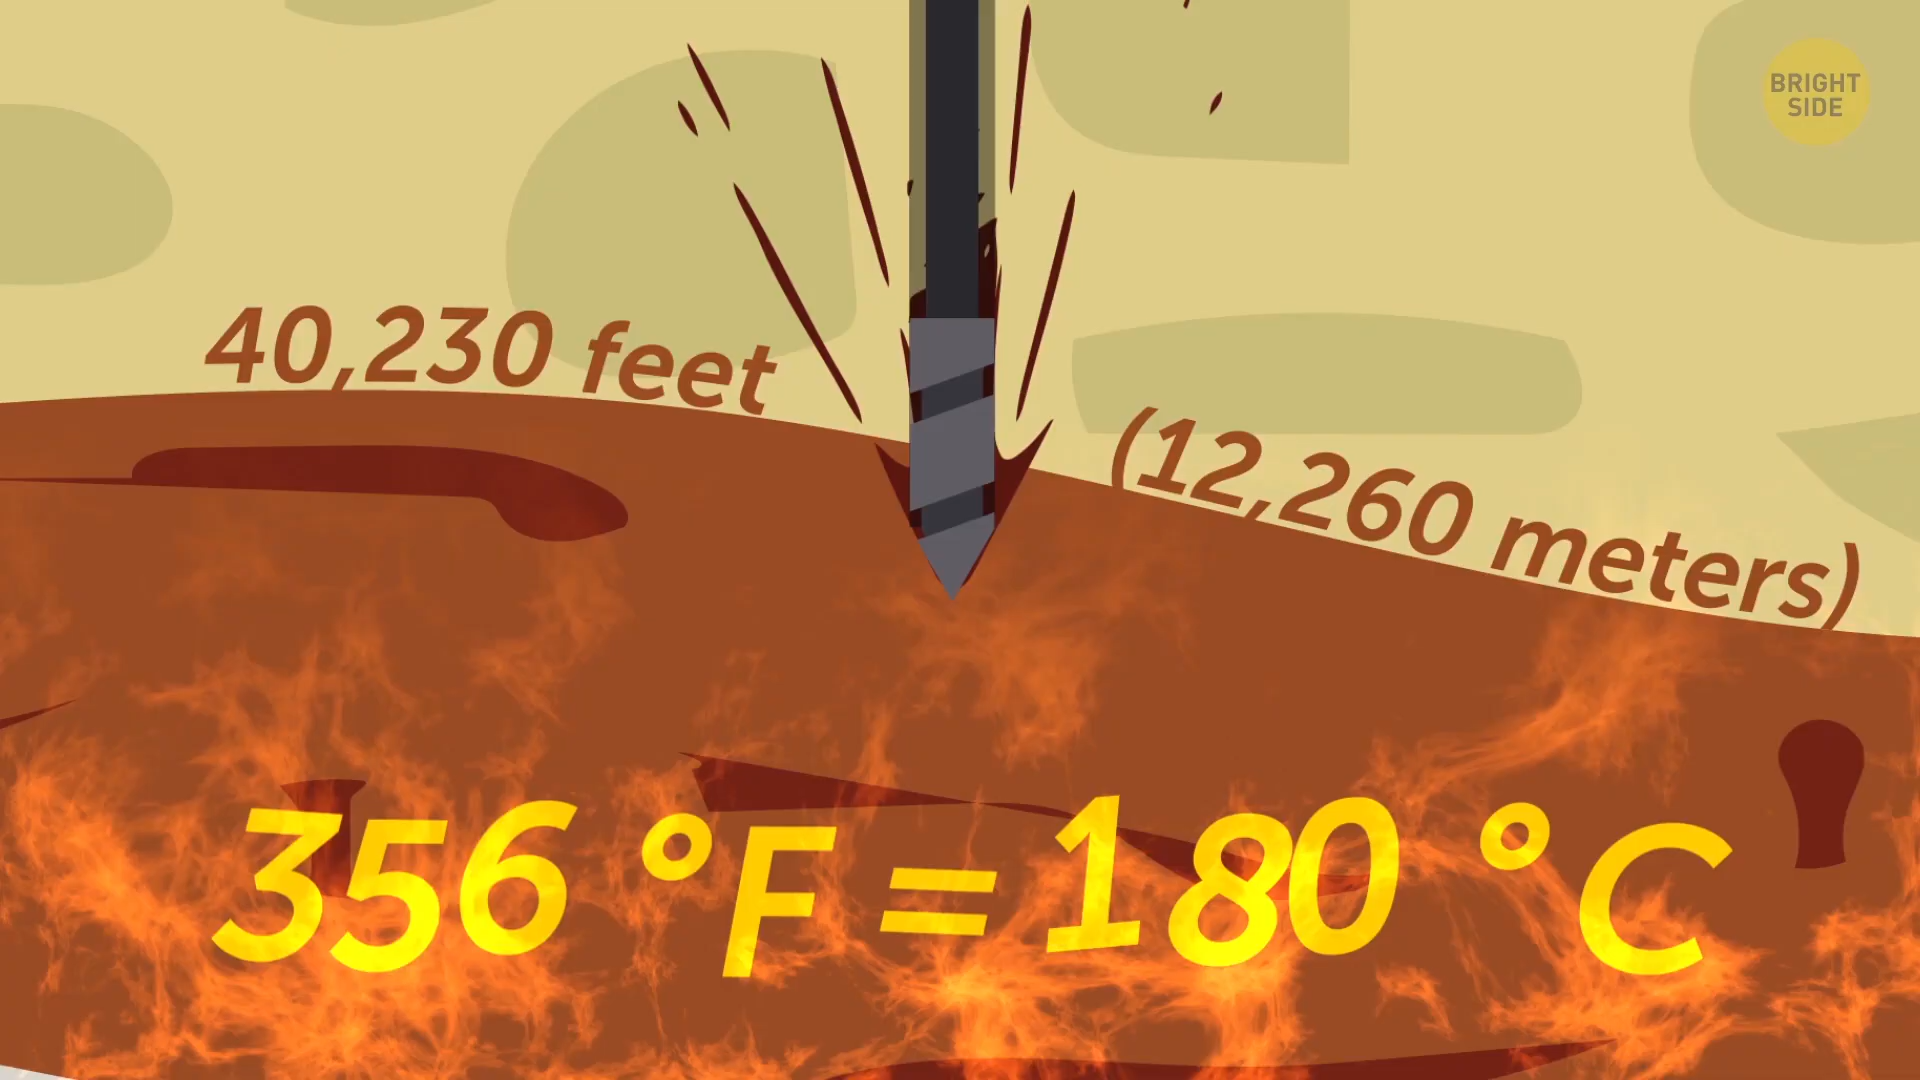 BRIGHT
SIDE
40,230 feet
(12,260 meters)
356 °F = 180 °C